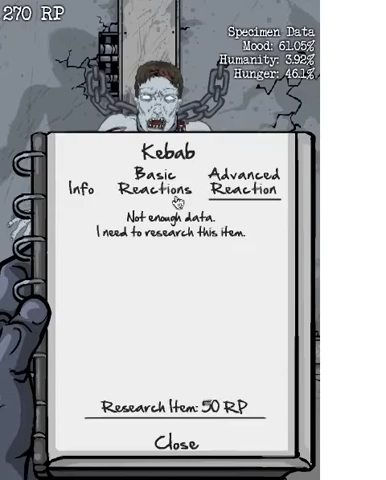 270 RP
Specimen Data
Mood: 61.05%
Humanity: 3.92%
Hunger: 46.1%
Kebab
Info
Basic
Reactions
Advanced
Reaction
Not enough data.
I need to research this item.
Research Item: 50 RP
Close